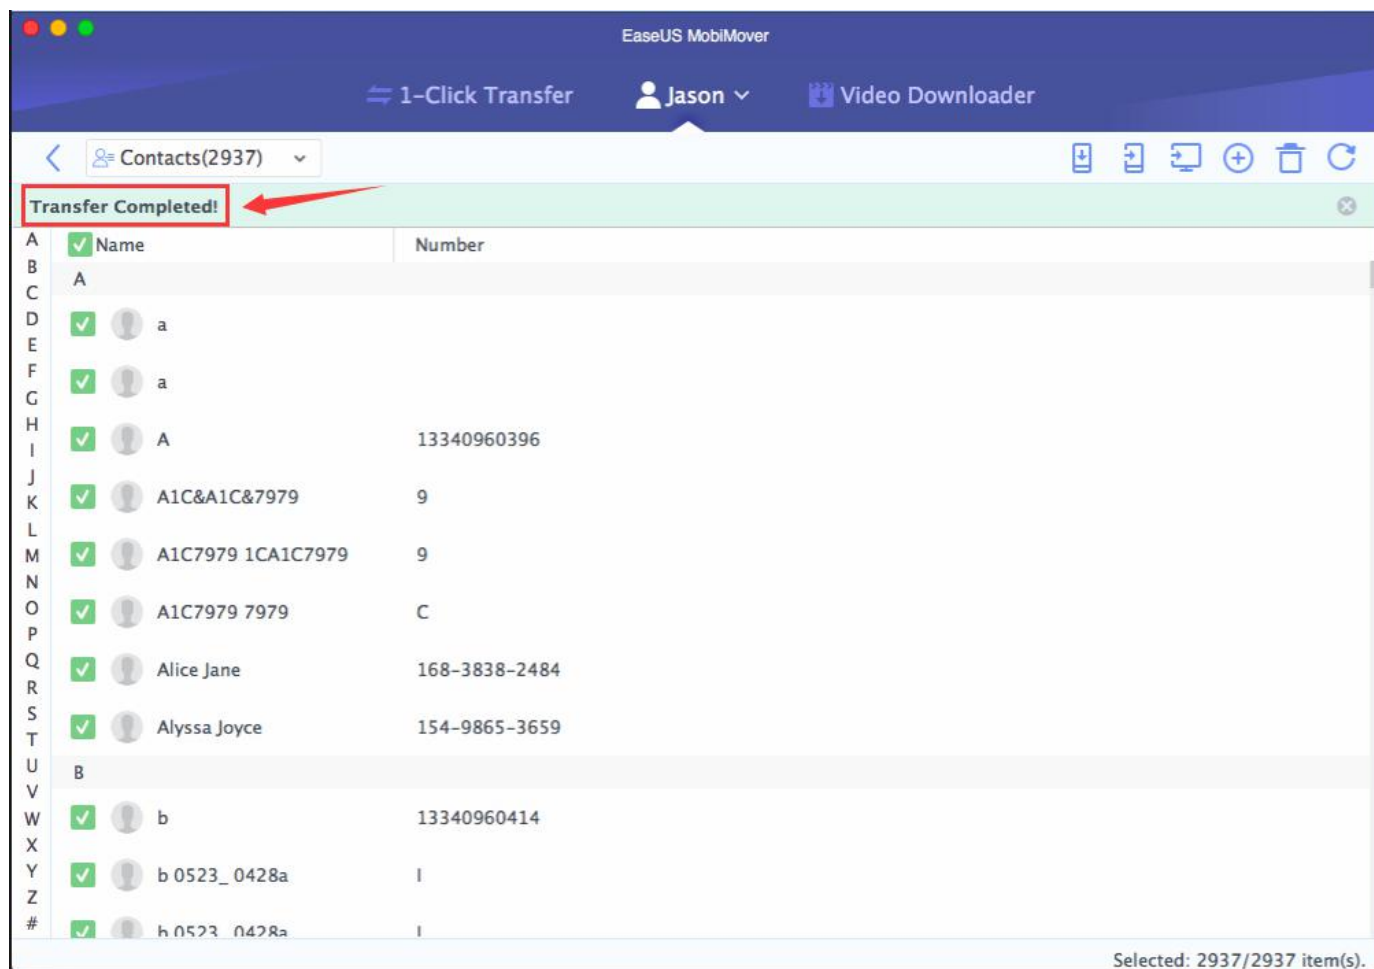 EaseUS MobiMover
1-Click Transfer Jason Video Downloader
Contacts(2937)
Transfer Completed!
Name Number
A
a
a
A 13340960396
A1C&A1C&7979 9
A1C7979 1CA1C7979 9
A1C7979 7979 C
Alice Jane 168-3838-2484
Alyssa Joyce 154-9865-3659
B
b 13340960414
b 0523_ 0428a I
b 0523_ 0428a I
A
B
C
D
E
F
G
H
I
J
K
L
M
N
O
P
Q
R
S
T
U
V
W
X
Y
Z
#
Selected: 2937/2937 item(s).